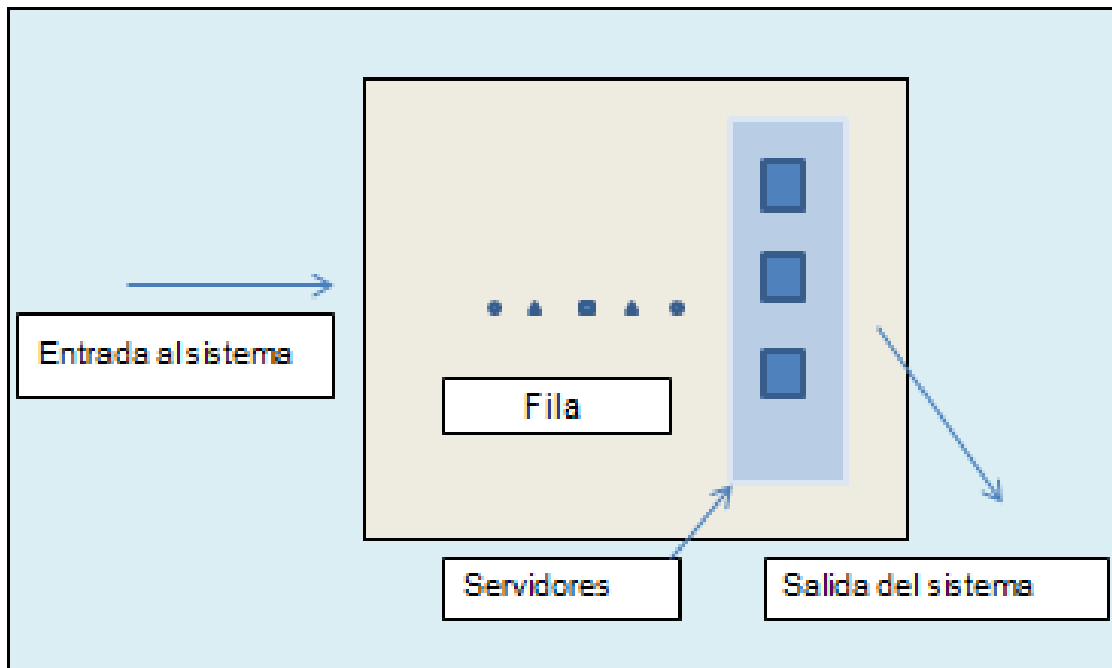 Entrada al sistema
Fila
Servidores
Salida del sistema